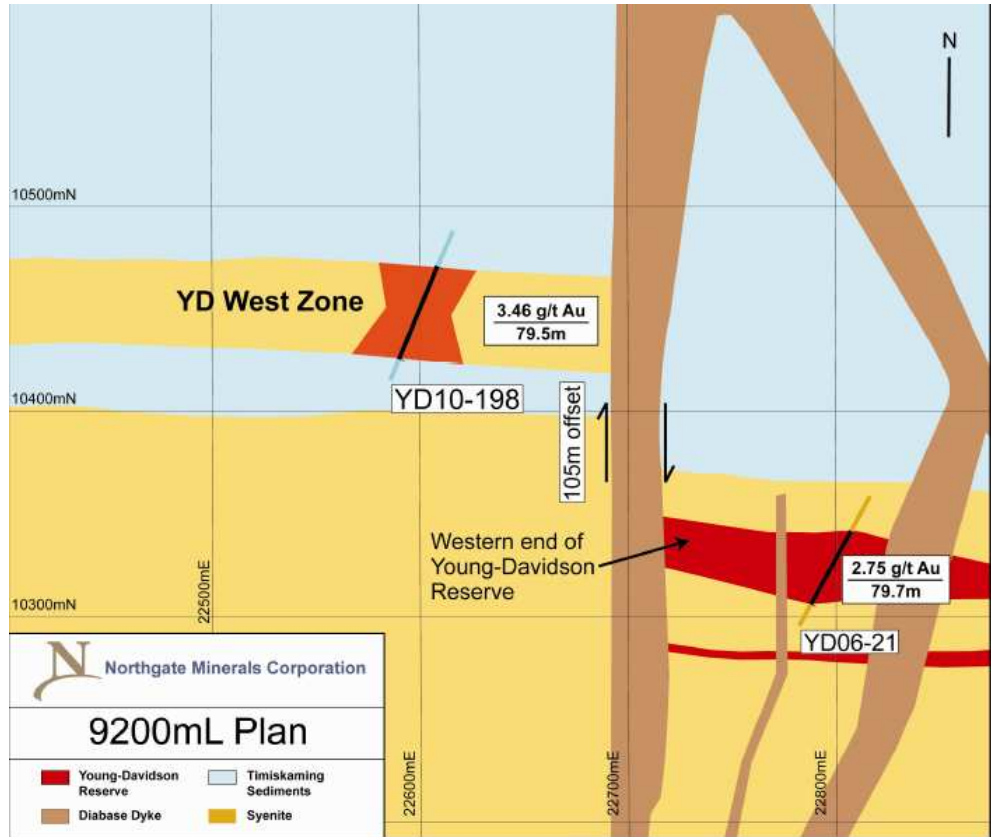 N
10500mN
YD West Zone
3.46 g/t Au
79.5m
YD10-198
10400mN
105m offset
Western end of
Young-Davidson
Reserve
2.75 g/t Au
79.7m
YD06-21
10300mN
22500mE
22600mE
22700mE
22800mE
N
Northgate Minerals Corporation
9200mL Plan
Young-Davidson
Reserve
Timiskaming
Sediments
Diabase Dyke
Syenite